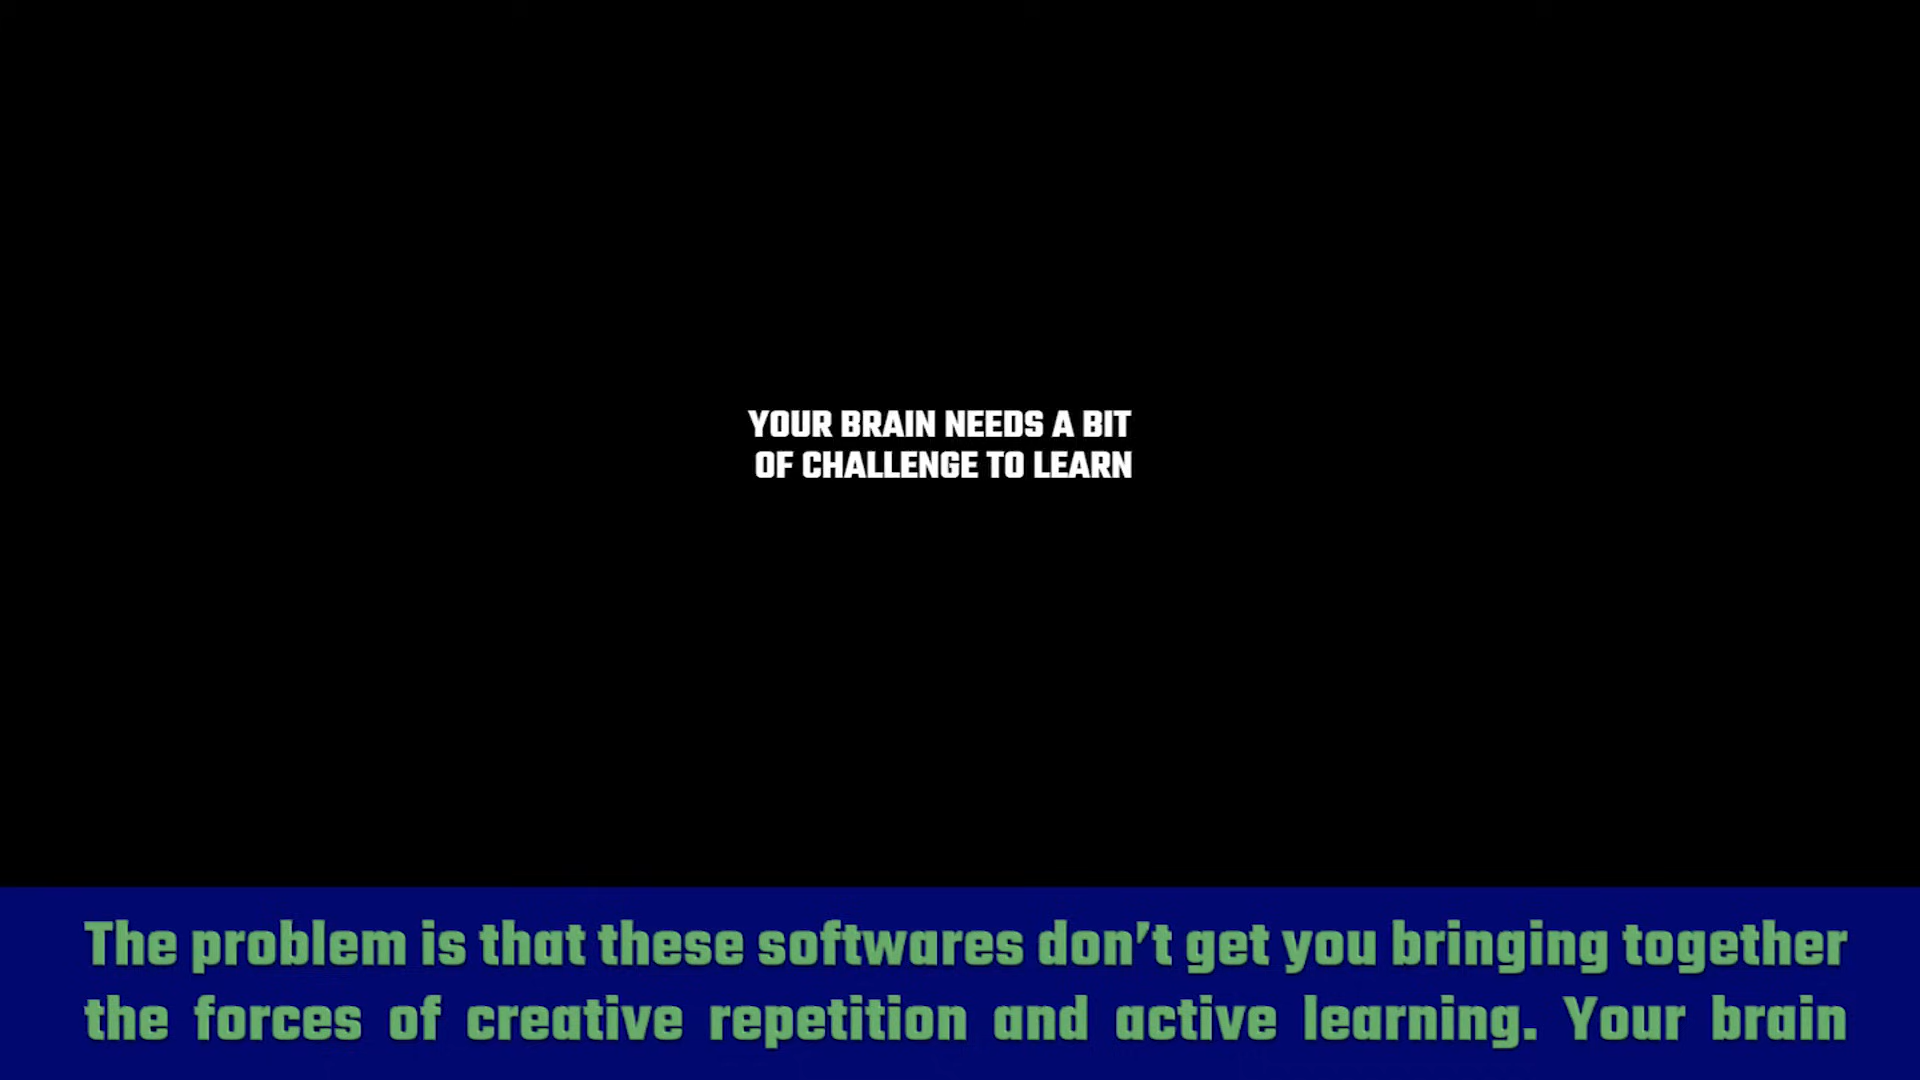 YOUR BRAIN NEEDS A BIT
OF CHALLENGE TO LEARN
The problem is that these softwares don’t get you bringing together
the forces of creative repetition and active learning. Your brain